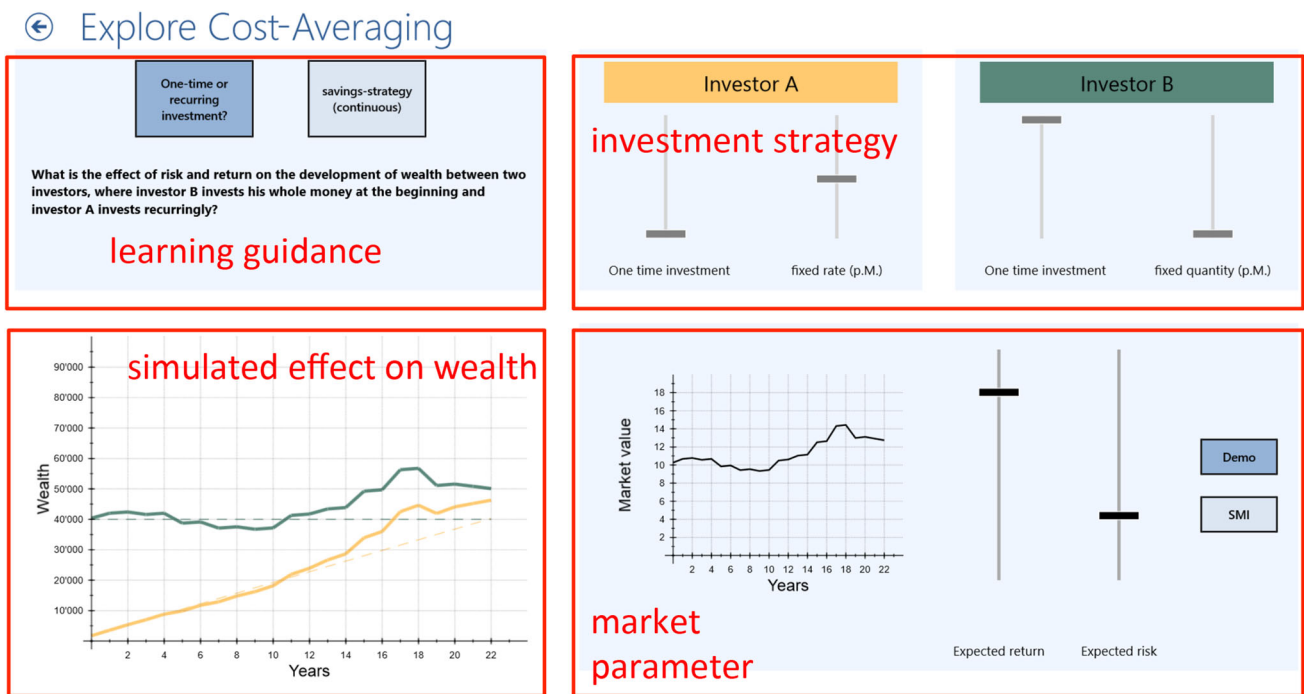 Explore Cost-Averaging
One-time or
recurring
investment?
savings-strategy
(continuous)
What is the effect of risk and return on the development of wealth between two
investors, where investor B invests his whole money at the beginning and
investor A invests recurringly?
learning guidance
Investor A
Investor B
investment strategy
One time investment
fixed rate (p.M.)
One time investment
fixed quantity (p.M.)
simulated effect on wealth
90'000
80'000
70'000
60'000
50'000
40'000
30'000
20'000
10'000
Wealth
2 4 6 8 10 12 14 16 18 20 22
Years
18
16
14
12
10
8
6
4
2
Market value
2 4 6 8 10 12 14 16 18 20 22
Years
Demo
SMI
market
parameter
Expected return
Expected risk